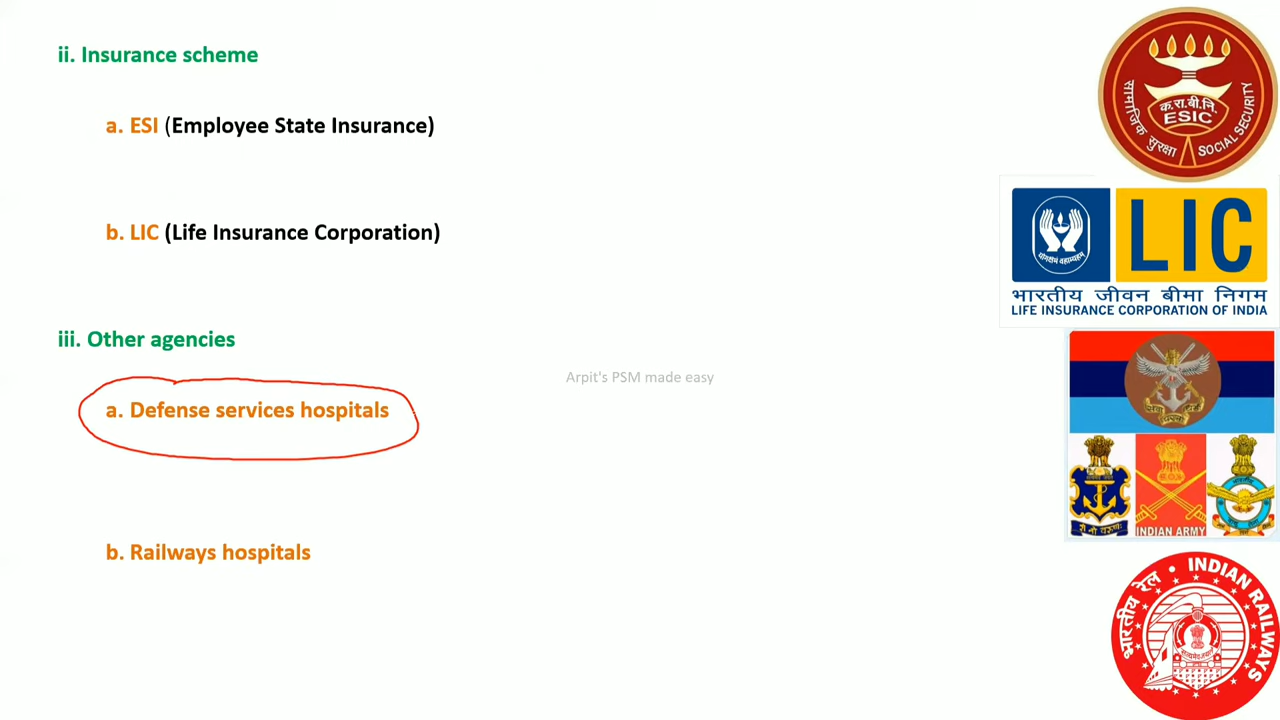 ii. Insurance scheme
a. ESI (Employee State Insurance)
b. LIC (Life Insurance Corporation)
iii. Other agencies
a. Defense services hospitals
b. Railways hospitals
Arpit's PSM made easy
क.रा.बी.नि.
ESIC
सामाजिक सुरक्षा
SOCIAL SECURITY
LIC
भारतीय जीवन बीमा निगम
LIFE INSURANCE CORPORATION OF INDIA
INDIAN ARMY
भारतीय रेल • INDIAN RAILWAYS